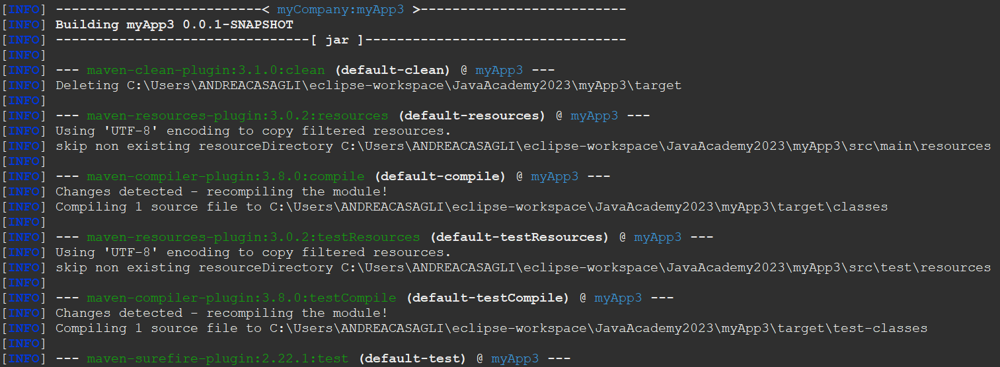 [INFO] --------------------------< myCompany:myApp3 >--------------------------
[INFO] Building myApp3 0.0.1-SNAPSHOT
[INFO] --------------------------------[ jar ]---------------------------------
[INFO]
[INFO] --- maven-clean-plugin:3.1.0:clean (default-clean) @ myApp3 ---
[INFO] Deleting C:\Users\ANDREACASAGLI\eclipse-workspace\JavaAcademy2023\myApp3\target
[INFO]
[INFO] --- maven-resources-plugin:3.0.2:resources (default-resources) @ myApp3 ---
[INFO] Using 'UTF-8' encoding to copy filtered resources.
[INFO] skip non existing resourceDirectory C:\Users\ANDREACASAGLI\eclipse-workspace\JavaAcademy2023\myApp3\src\main\resources
[INFO]
[INFO] --- maven-compiler-plugin:3.8.0:compile (default-compile) @ myApp3 ---
[INFO] Changes detected - recompiling the module!
[INFO] Compiling 1 source file to C:\Users\ANDREACASAGLI\eclipse-workspace\JavaAcademy2023\myApp3\target\classes
[INFO]
[INFO] --- maven-resources-plugin:3.0.2:testResources (default-testResources) @ myApp3 ---
[INFO] Using 'UTF-8' encoding to copy filtered resources.
[INFO] skip non existing resourceDirectory C:\Users\ANDREACASAGLI\eclipse-workspace\JavaAcademy2023\myApp3\src\test\resources
[INFO]
[INFO] --- maven-compiler-plugin:3.8.0:testCompile (default-testCompile) @ myApp3 ---
[INFO] Changes detected - recompiling the module!
[INFO] Compiling 1 source file to C:\Users\ANDREACASAGLI\eclipse-workspace\JavaAcademy2023\myApp3\target\test-classes
[INFO]
[INFO] --- maven-surefire-plugin:2.22.1:test (default-test) @ myApp3 ---